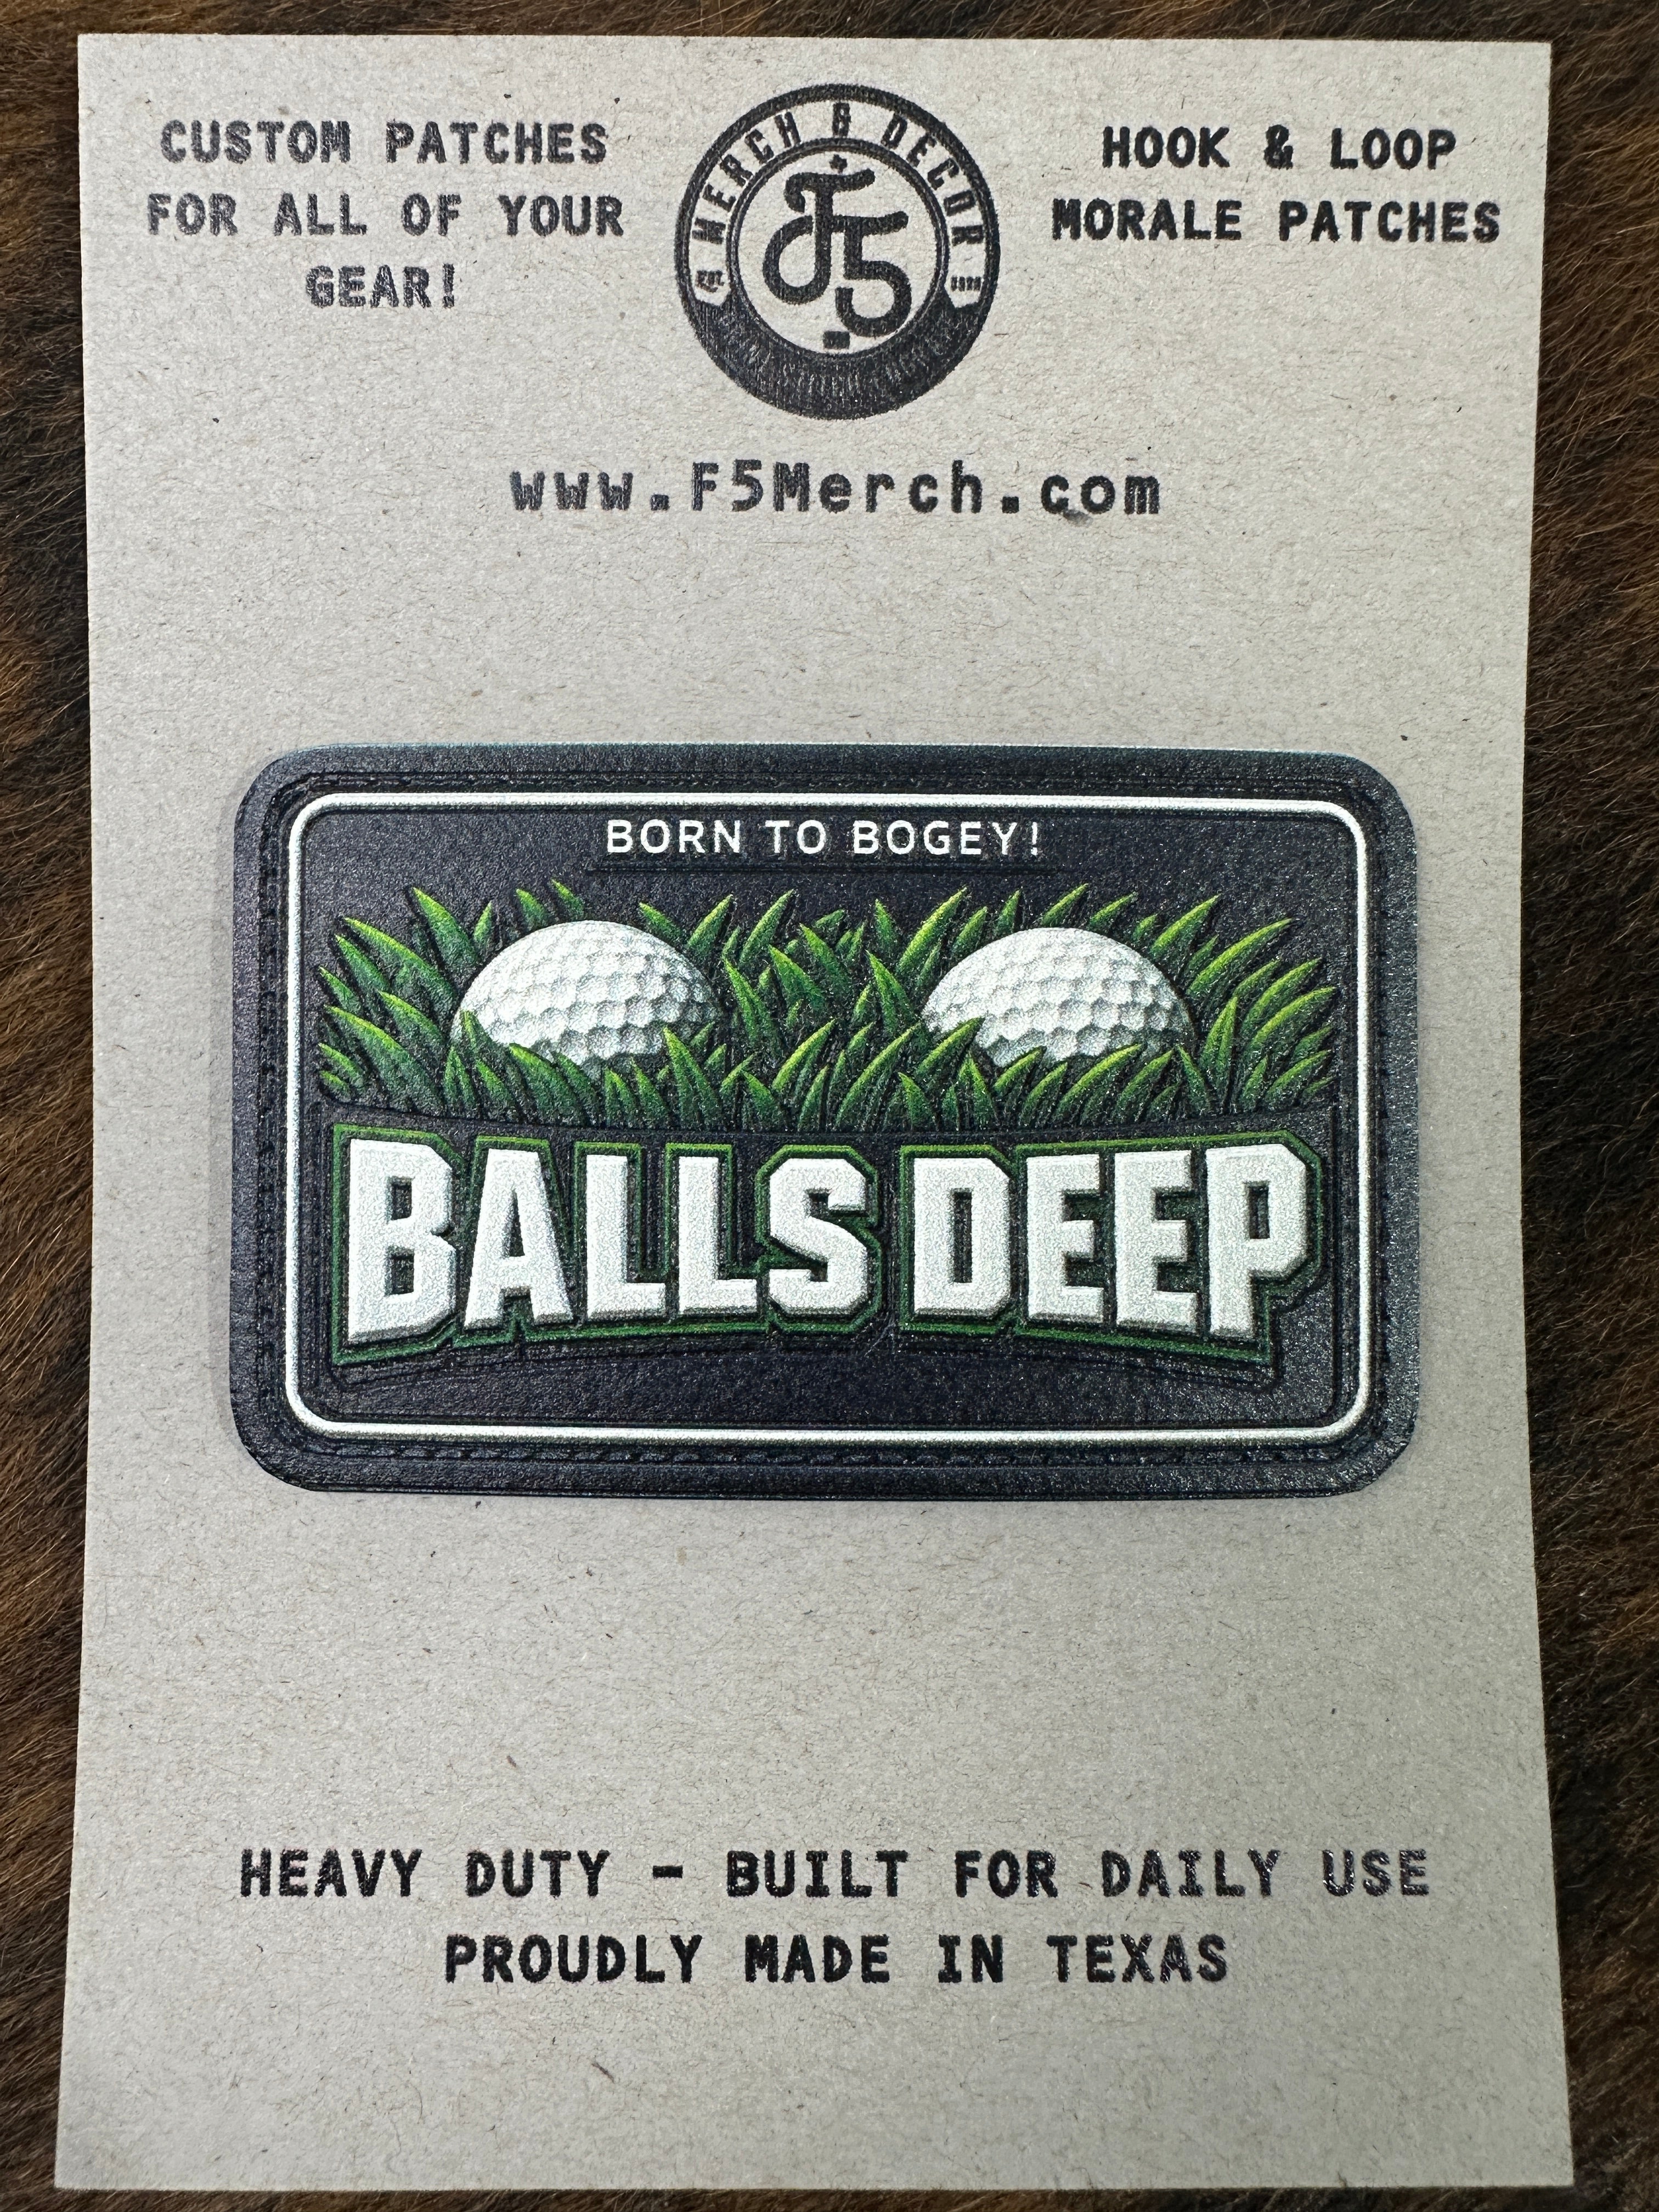 CUSTOM PATCHES
FOR ALL OF YOUR
GEAR!
MERCH & DECOR
EST.
F5
HOOK & LOOP
MORALE PATCHES
www.F5Merch.com
BORN TO BOGEY!
BALLS DEEP
HEAVY DUTY - BUILT FOR DAILY USE
PROUDLY MADE IN TEXAS